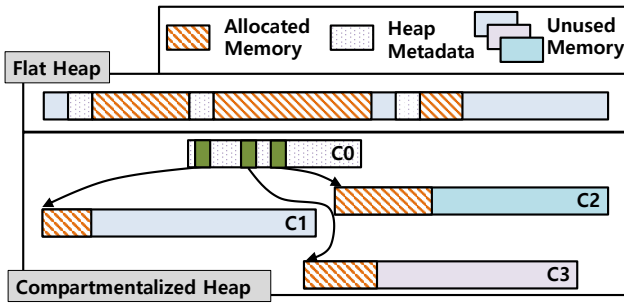 Allocated
Memory
Heap
Metadata
Unused
Memory
Flat Heap
C0
C2
C1
C3
Compartmentalized Heap